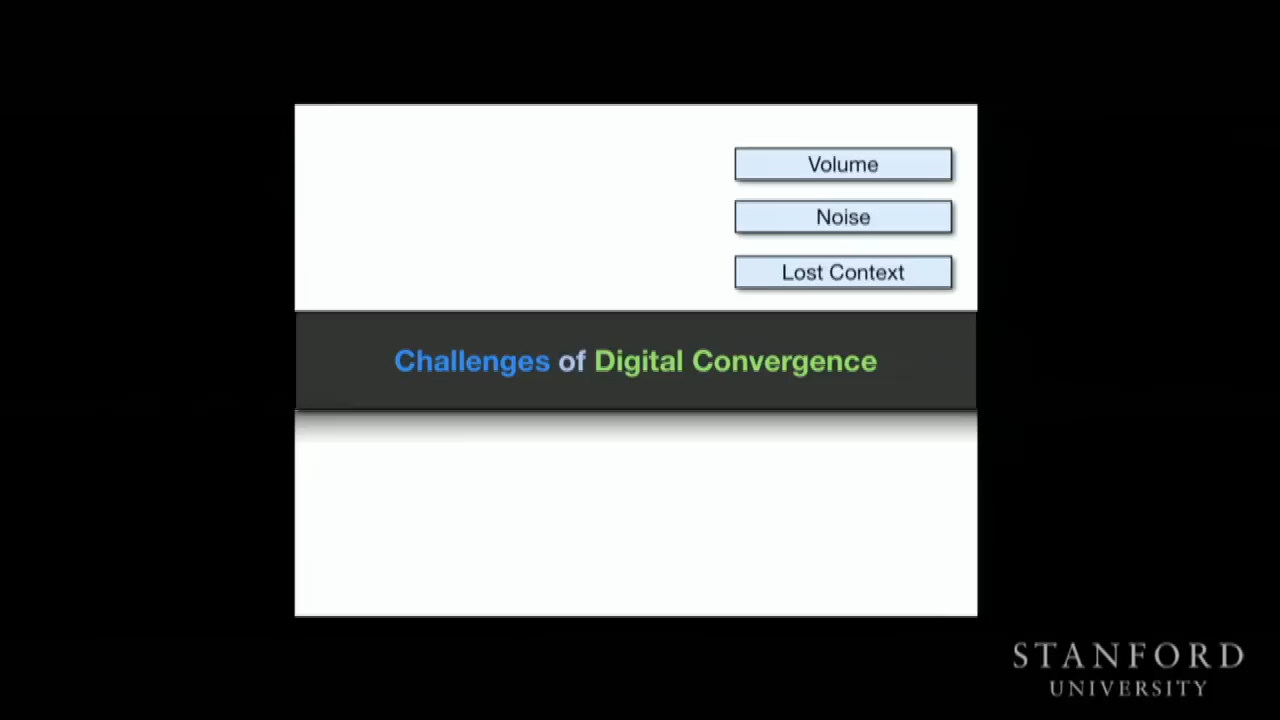 Volume
Noise
Lost Context
Challenges of Digital Convergence
STANFORD
UNIVERSITY